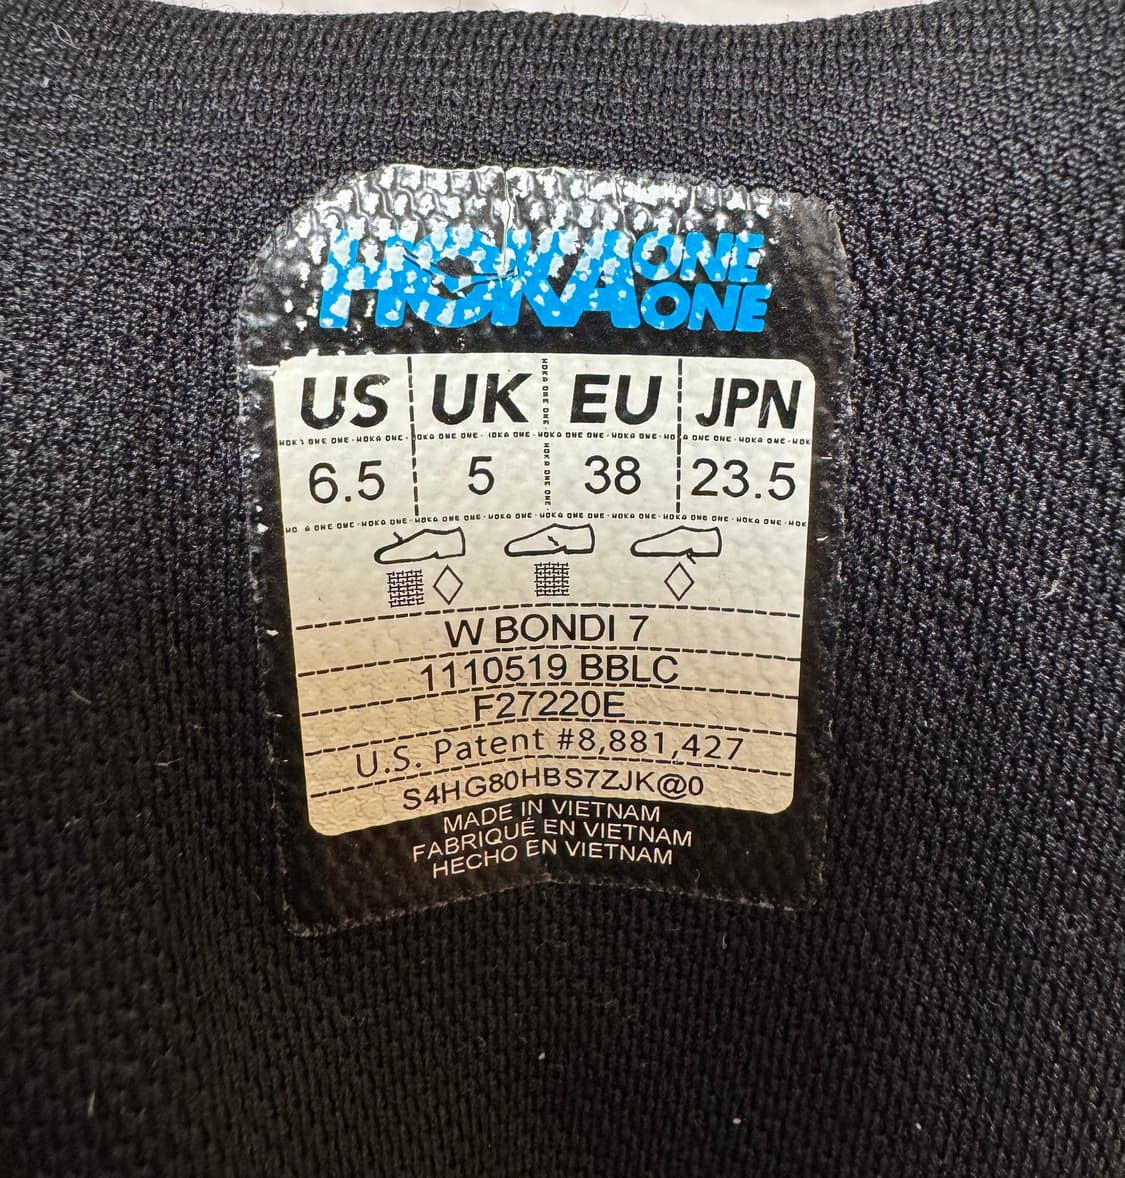 HOKA ONE ONE
US UK EU JPN
6.5 5 38 23.5
W BONDI 7
1110519 BBLC
F27220E
U.S. Patent #8,881,427
S4HG80HBS7ZJK@0
MADE IN VIETNAM
FABRIQUÉ EN VIETNAM
HECHO EN VIETNAM